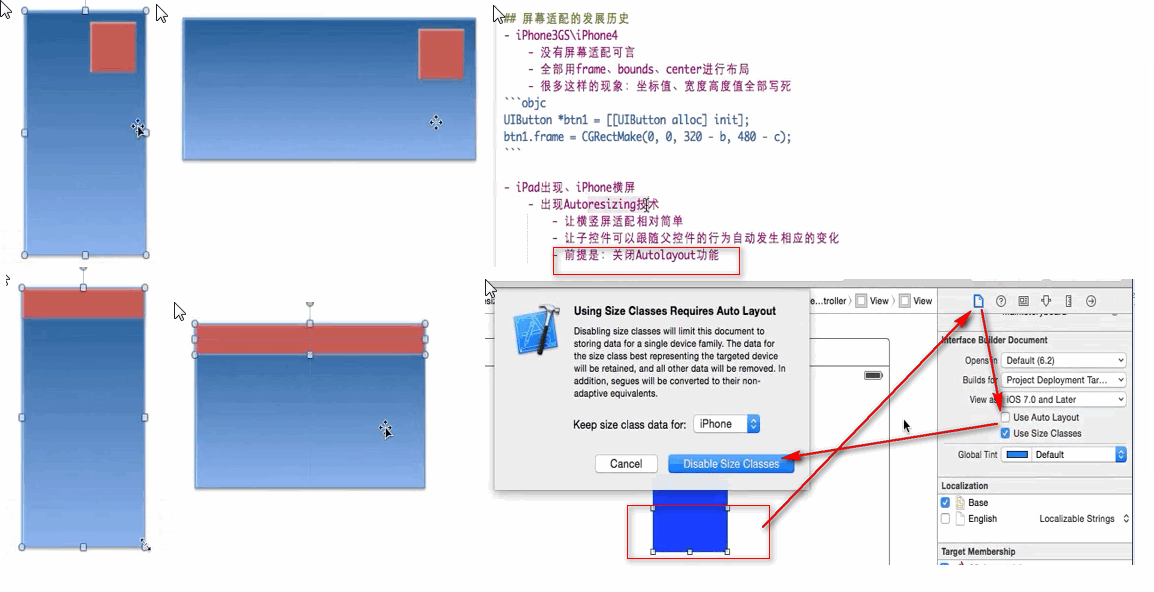 ## 屏幕适配的发展历史
- iPhone3GS\iPhone4
- 没有屏幕适配可言
- 全部用frame、bounds、center进行布局
- 很多这样的现象：坐标值、宽度高度值全部写死
```objc
UIButton *btn1 = [[UIButton alloc] init];
btn1.frame = CGRectMake(0, 0, 320 - b, 480 - c);
```
- iPad出现、iPhone横屏
- 出现Autoresizing技术
- 让横竖屏适配相对简单
- 让子控件可以跟随父控件的行为自动发生相应的变化
- 前提是：关闭Autolayout功能
Using Size Classes Requires Auto Layout
Disabling size classes will limit this document to
storing data for a single device family. The data for
the size class best representing the targeted device
will be retained, and all other data will be removed. In
addition, segues will be converted to their non-
adaptive equivalents.
Keep size class data for: iPhone
Cancel Disable Size Classes
e...troller View View
Interface Builder Document
Opens in Default (6.2)
Builds for Project Deployment Tar...
View as iOS 7.0 and Later
Use Auto Layout
Use Size Classes
Global Tint Default
Localization
Base
English Localizable Strings
Target Membership